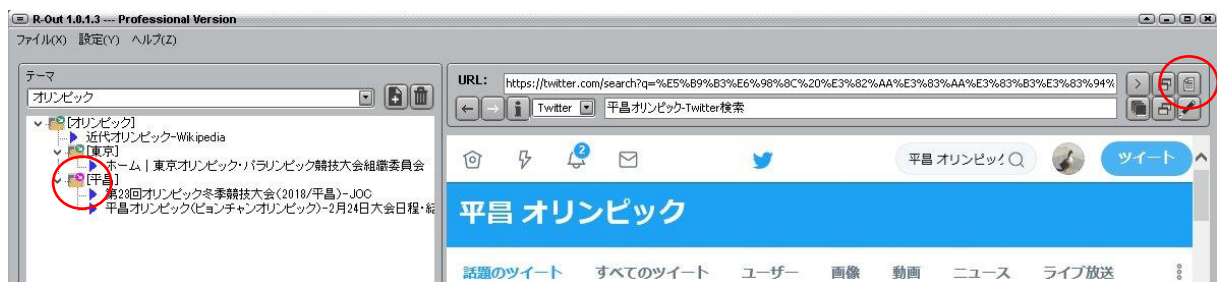 R-Out 1.0.1.3 --- Professional Version
ファイル(X) 設定(Y) ヘルプ(Z)
テーマ
オリンピック
[オリンピック]
近代オリンピック-Wikipedia
[東京]
ホーム｜東京オリンピック・パラリンピック競技大会組織委員会
[平昌]
第23回オリンピック冬季競技大会(2018/平昌)-JOC
平昌オリンピック(ピョンチャンオリンピック)-2月24日大会日程・結
URL: https://twitter.com/search?q=%E5%B9%B3%E6%98%8C%20%E3%82%AA%E3%83%AA%E3%83%B3%E3%83%94%
Twitter 平昌オリンピック-Twitter検索
2 平昌 オリンピッ ツイート
平昌 オリンピック
話題のツイート すべてのツイート ユーザー 画像 動画 ニュース ライブ放送